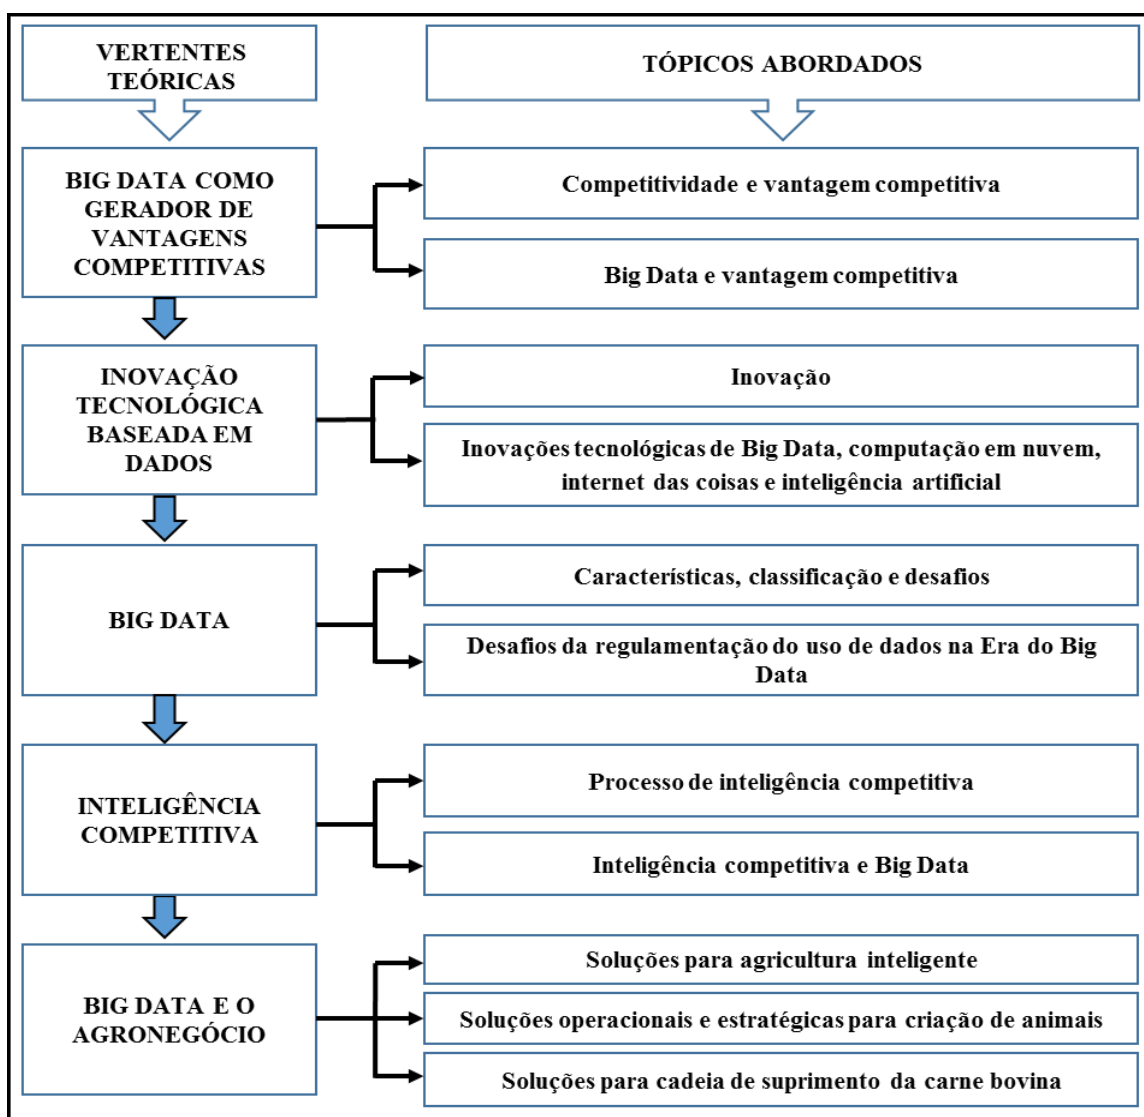 VERTENTES
TEÓRICAS
TÓPICOS ABORDADOS
BIG DATA COMO
GERADOR DE
VANTAGENS
COMPETITIVAS
Competitividade e vantagem competitiva
Big Data e vantagem competitiva
INOVAÇÃO
TECNOLÓGICA
BASEADA EM
DADOS
Inovação
Inovações tecnológicas de Big Data, computação em nuvem,
internet das coisas e inteligência artificial
BIG DATA
Características, classificação e desafios
Desafios da regulamentação do uso de dados na Era do Big
Data
INTELIGÊNCIA
COMPETITIVA
Processo de inteligência competitiva
Inteligência competitiva e Big Data
BIG DATA E O
AGRONEGÓCIO
Soluções para agricultura inteligente
Soluções operacionais e estratégicas para criação de animais
Soluções para cadeia de suprimento da carne bovina